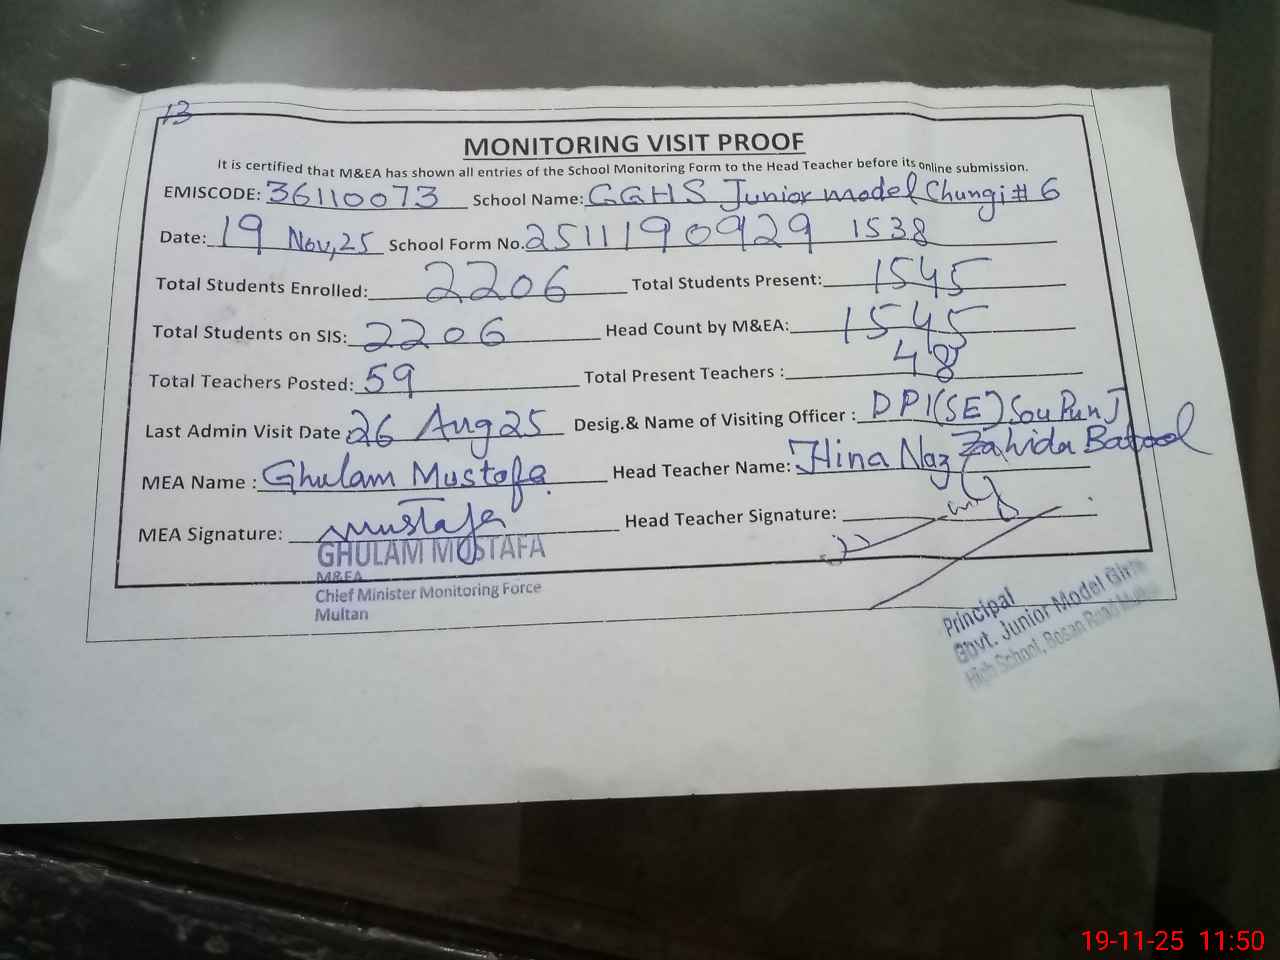 13
MONITORING VISIT PROOF
It is certified that M&EA has shown all entries of the School Monitoring Form to the Head Teacher before its online submission.
EMISCODE: 36110073 School Name: GGHS Junior model Chungi # 6
Date: 19 Nov, 25 School Form No. 2511190929 1538
Total Students Enrolled: 2206 Total Students Present: 1545
Total Students on SIS: 2206 Head Count by M&EA: 1545
Total Teachers Posted: 59 Total Present Teachers : 48
Last Admin Visit Date 26 Aug 25 Desig.& Name of Visiting Officer : DPI(SE) Sou Punj
MEA Name : Ghulam Mustafa Head Teacher Name: Hina Naz Zahida Batool
MEA Signature: Mustafa Head Teacher Signature:
GHULAM MUSTAFA
M&EA
Chief Minister Monitoring Force
Multan
Principal
Govt. Junior Model Girls
High School, Bosan Road Multan
19-11-25 11:50